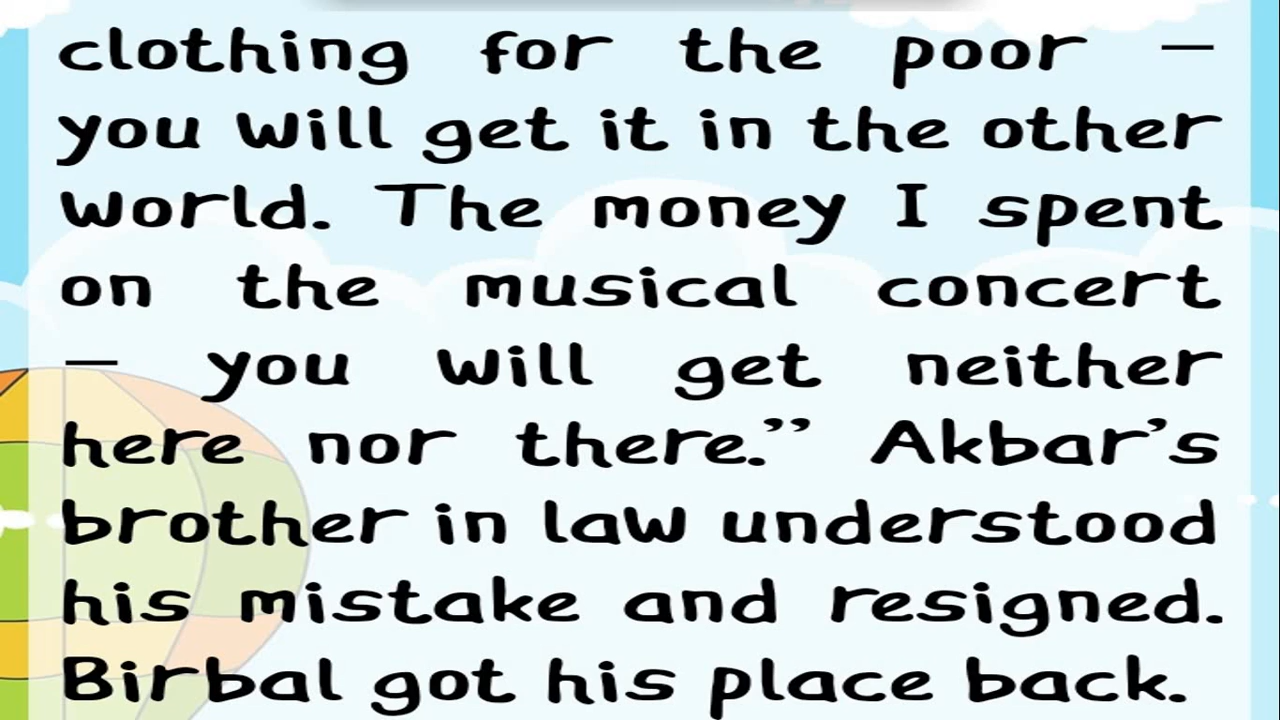 clothing for the poor —
you will get it in the other
world. The money I spent
on the musical concert
— you will get neither
here nor there.” Akbar’s
brother in law understood
his mistake and resigned.
Birbal got his place back.